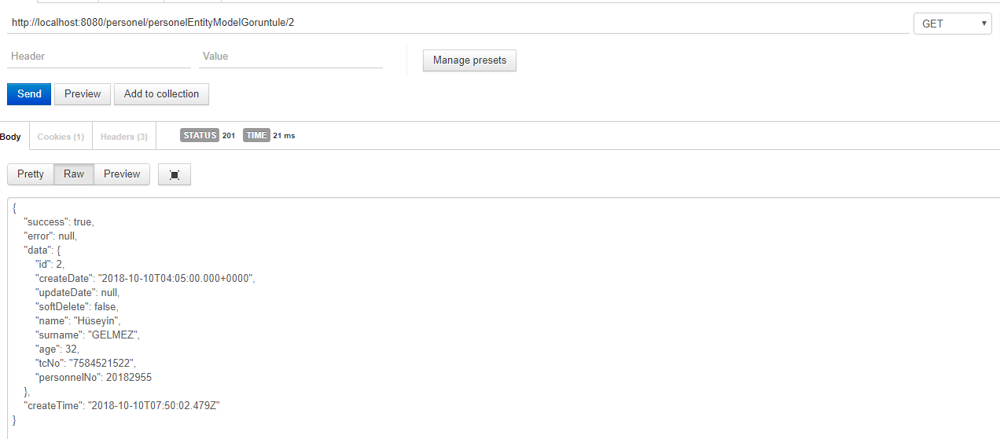 http://localhost:8080/personel/personelEntityModelGoruntule/2
GET
Header
Value
Manage presets
Send
Preview
Add to collection
Body
Cookies (1)
Headers (3)
STATUS 201
TIME 21 ms
Pretty
Raw
Preview
{
"success": true,
"error": null,
"data": {
"id": 2,
"createDate": "2018-10-10T04:05:00.000+0000",
"updateDate": null,
"softDelete": false,
"name": "Hüseyin",
"surname": "GELMEZ",
"age": 32,
"tcNo": "7584521522",
"personnelNo": 20182955
},
"createTime": "2018-10-10T07:50:02.479Z"
}